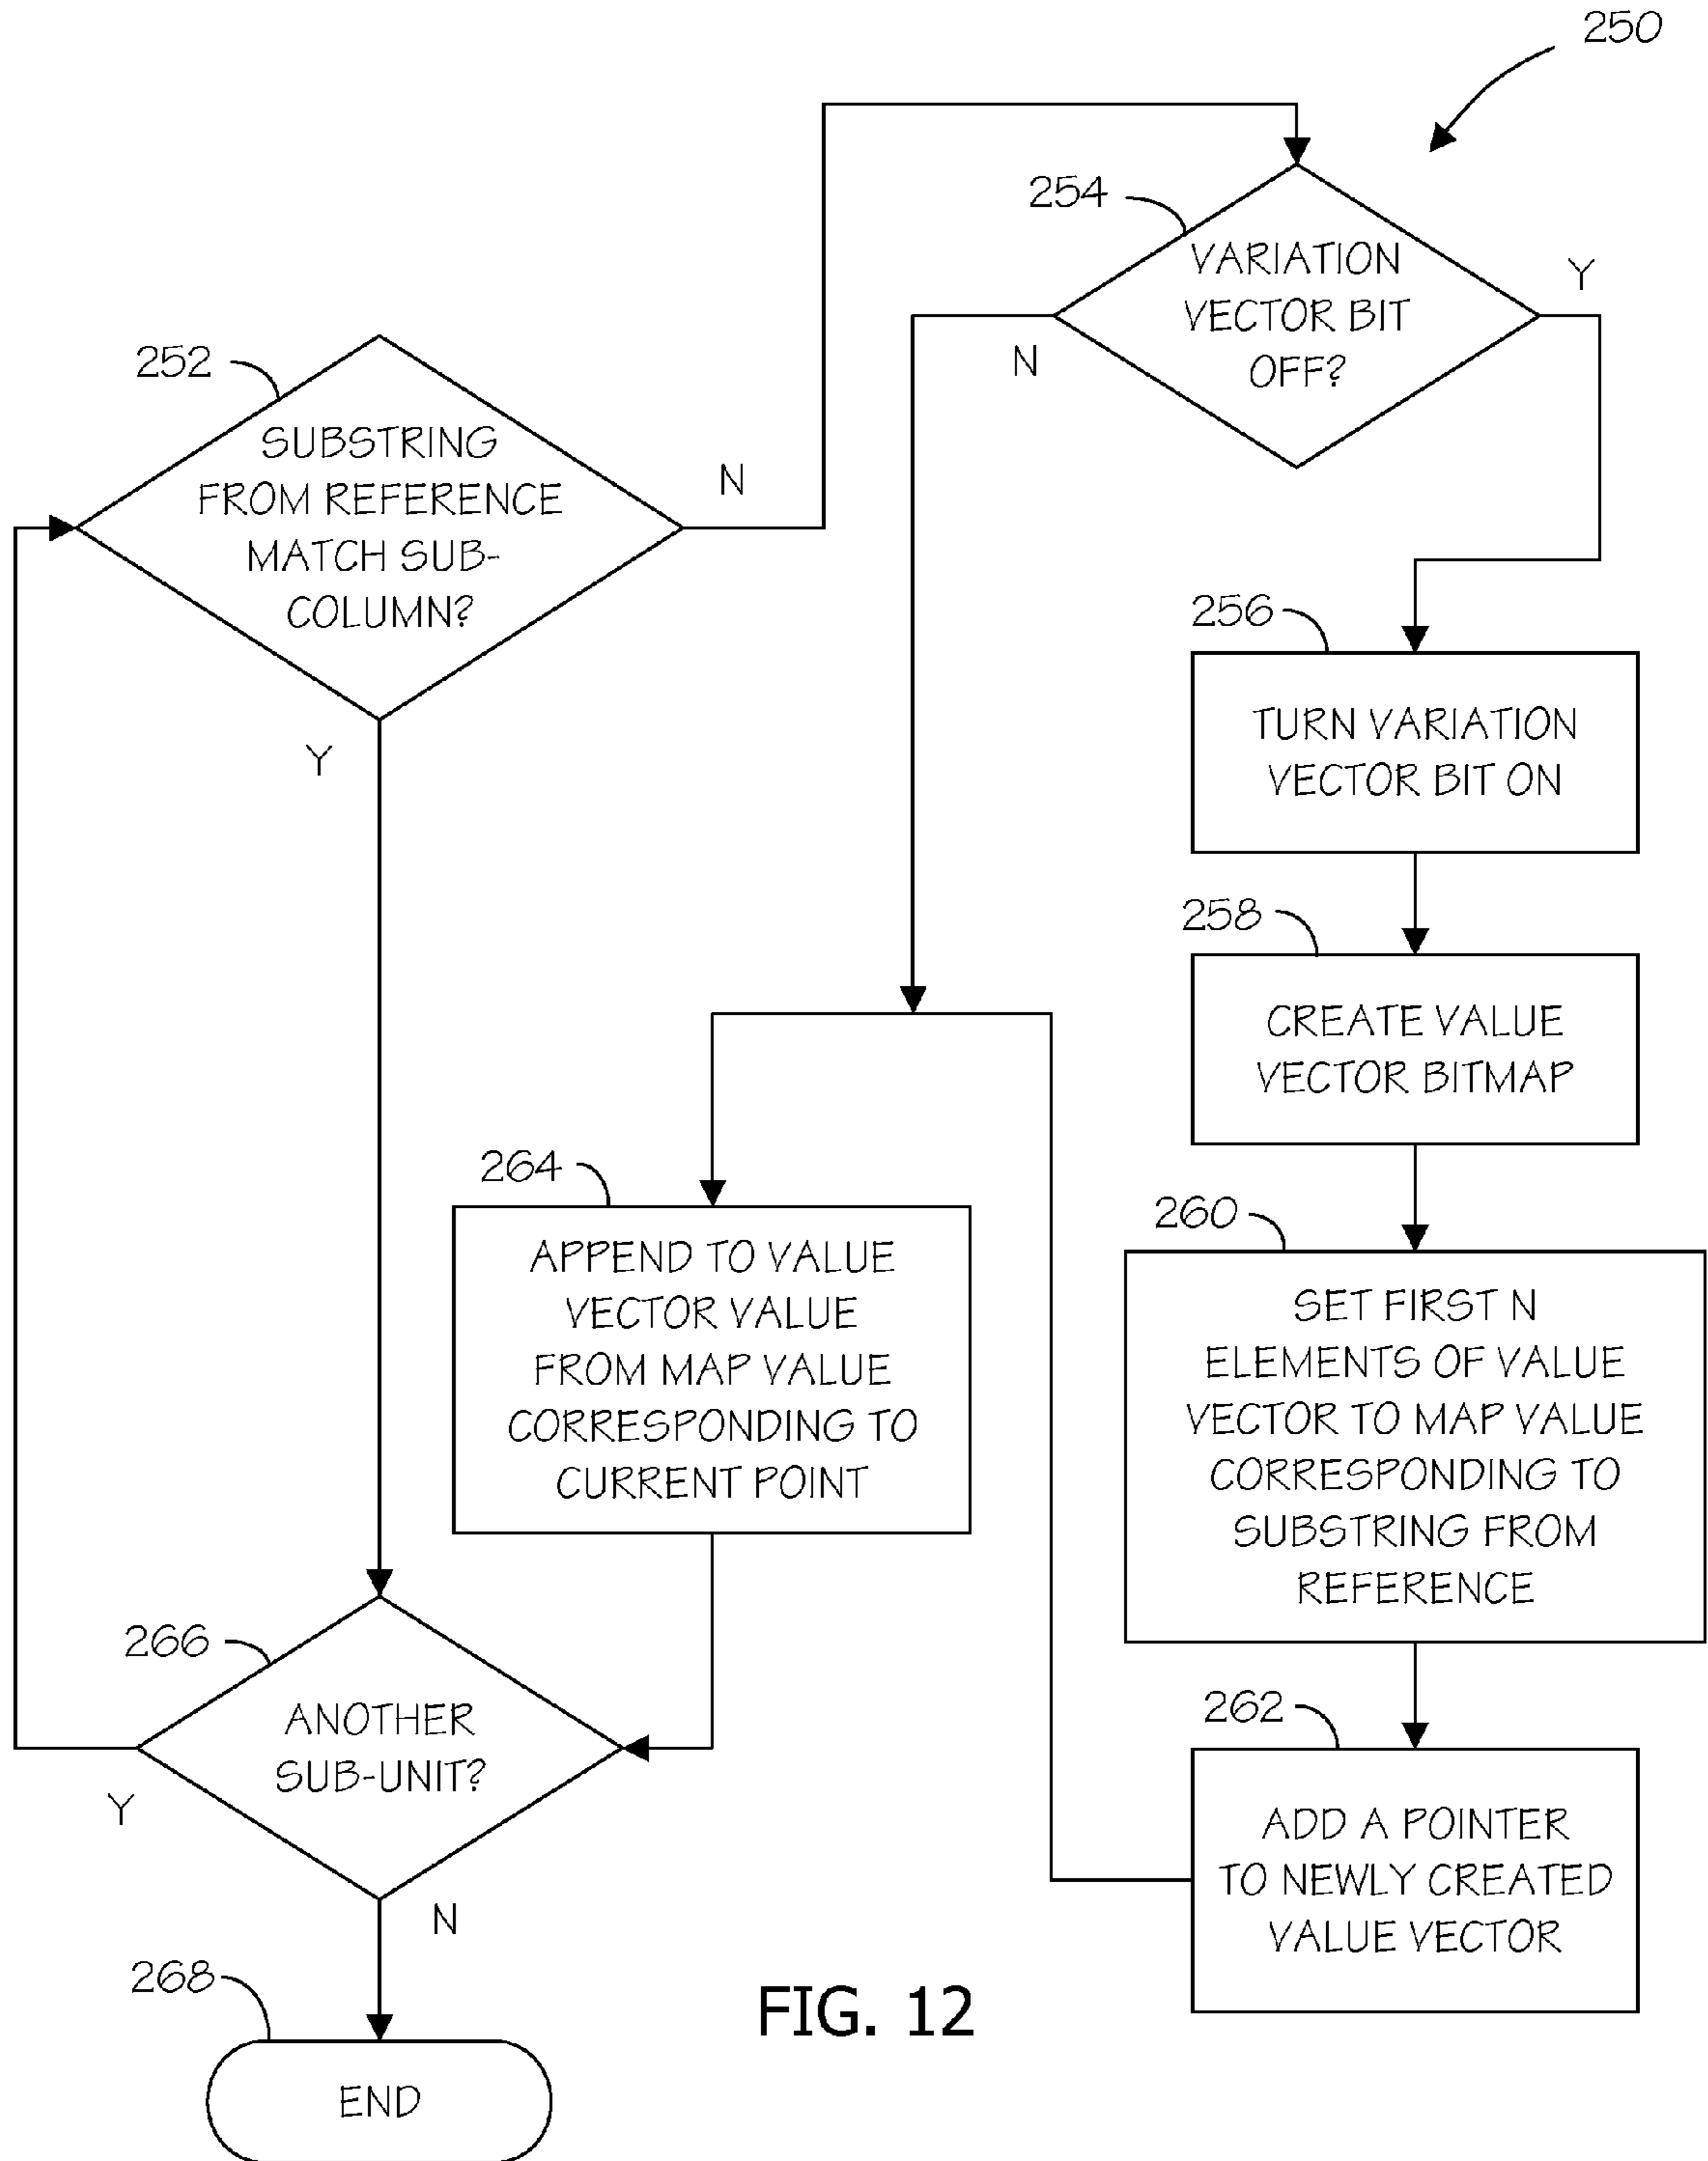 250
254
VARIATION
VECTOR BIT
OFF?
Y
N
252
SUBSTRING
FROM REFERENCE
MATCH SUB-
COLUMN?
N
Y
256
TURN VARIATION
VECTOR BIT ON
258
CREATE VALUE
VECTOR BITMAP
260
SET FIRST N
ELEMENTS OF VALUE
VECTOR TO MAP VALUE
CORRESPONDING TO
SUBSTRING FROM
REFERENCE
262
ADD A POINTER
TO NEWLY CREATED
VALUE VECTOR
264
APPEND TO VALUE
VECTOR VALUE
FROM MAP VALUE
CORRESPONDING TO
CURRENT POINT
266
ANOTHER
SUB-UNIT?
Y
N
268
END
FIG. 12